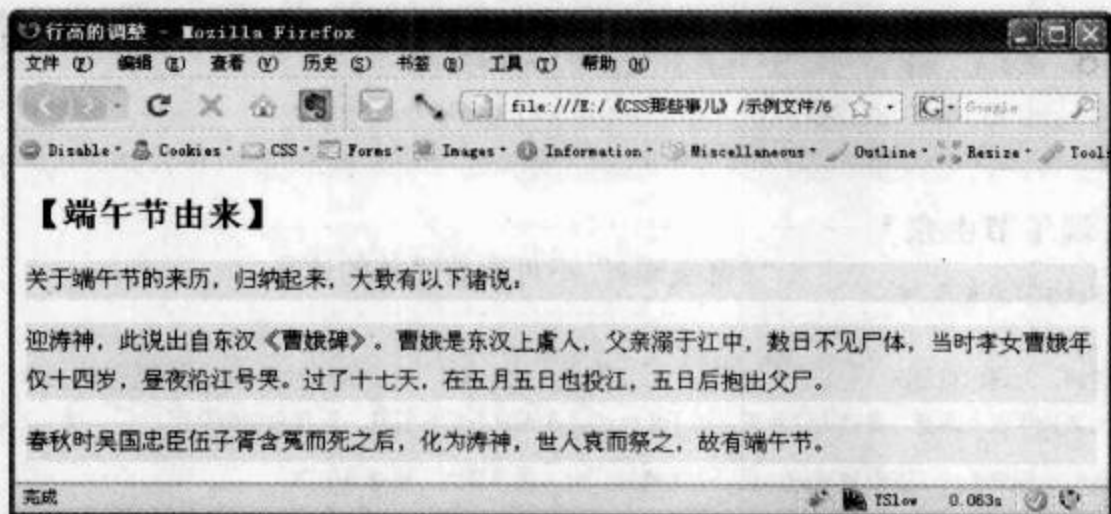 行高的调整 - Mozilla Firefox
文件 (F) 编辑 (E) 查看 (V) 历史 (S) 书签 (B) 工具 (T) 帮助 (H)
file:///E:/《CSS那些事儿》/示例文件/6 Google
Disable Cookies CSS Forms Images Information Miscellaneous Outline Resize Tools
【端午节由来】
关于端午节的来历，归纳起来，大致有以下诸说：
迎涛神，此说出自东汉《曹娥碑》。曹娥是东汉上虞人，父亲溺于江中，数日不见尸体，当时孝女曹娥年
仅十四岁，昼夜沿江号哭。过了十七天，在五月五日也投江，五日后抱出父尸。
春秋时吴国忠臣伍子胥含冤而死之后，化为涛神，世人哀而祭之，故有端午节。
完成 YSlow 0.063s